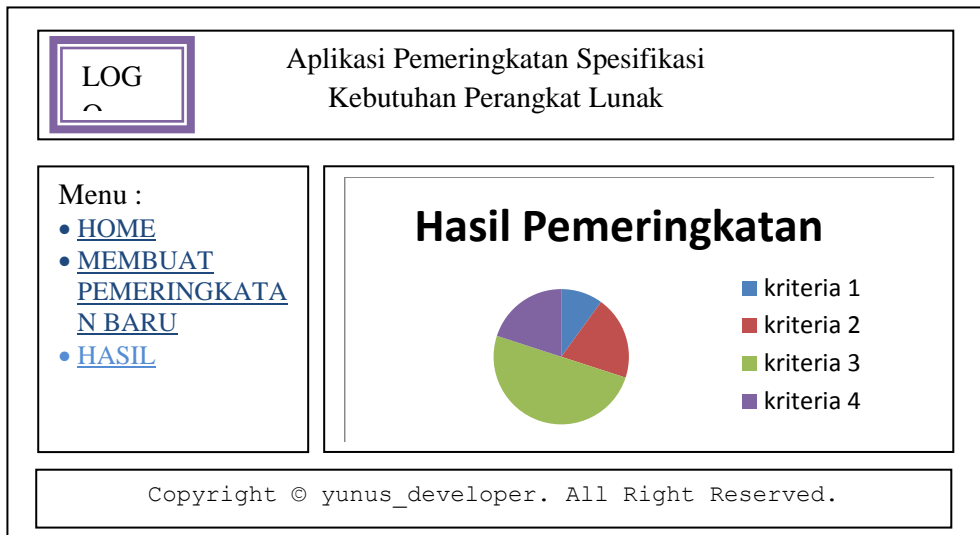 LOG
Aplikasi Pemeringkatan Spesifikasi
Kebutuhan Perangkat Lunak
Menu :
• HOME
• MEMBUAT
PEMERINGKATA
N BARU
• HASIL
Hasil Pemeringkatan
kriteria 1
kriteria 2
kriteria 3
kriteria 4
Copyright © yunus_developer. All Right Reserved.